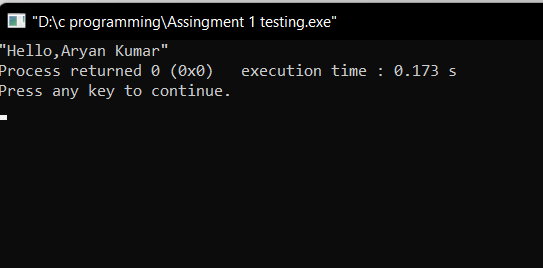 "D:\c programming\Assingment 1 testing.exe"
"Hello,Aryan Kumar"
Process returned 0 (0x0)   execution time : 0.173 s
Press any key to continue.